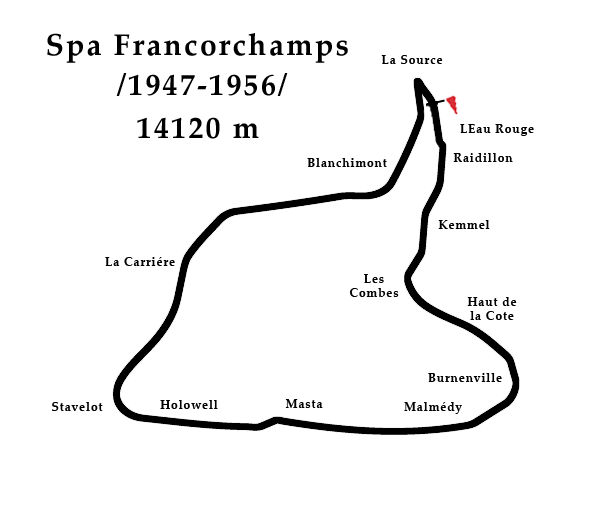 Spa Francorchamps
/1947-1956/
14120 m
La Source
LEau Rouge
Raidillon
Blanchimont
Kemmel
La Carriére
Les
Combes
Haut de
la Cote
Burnenville
Malmédy
Masta
Holowell
Stavelot